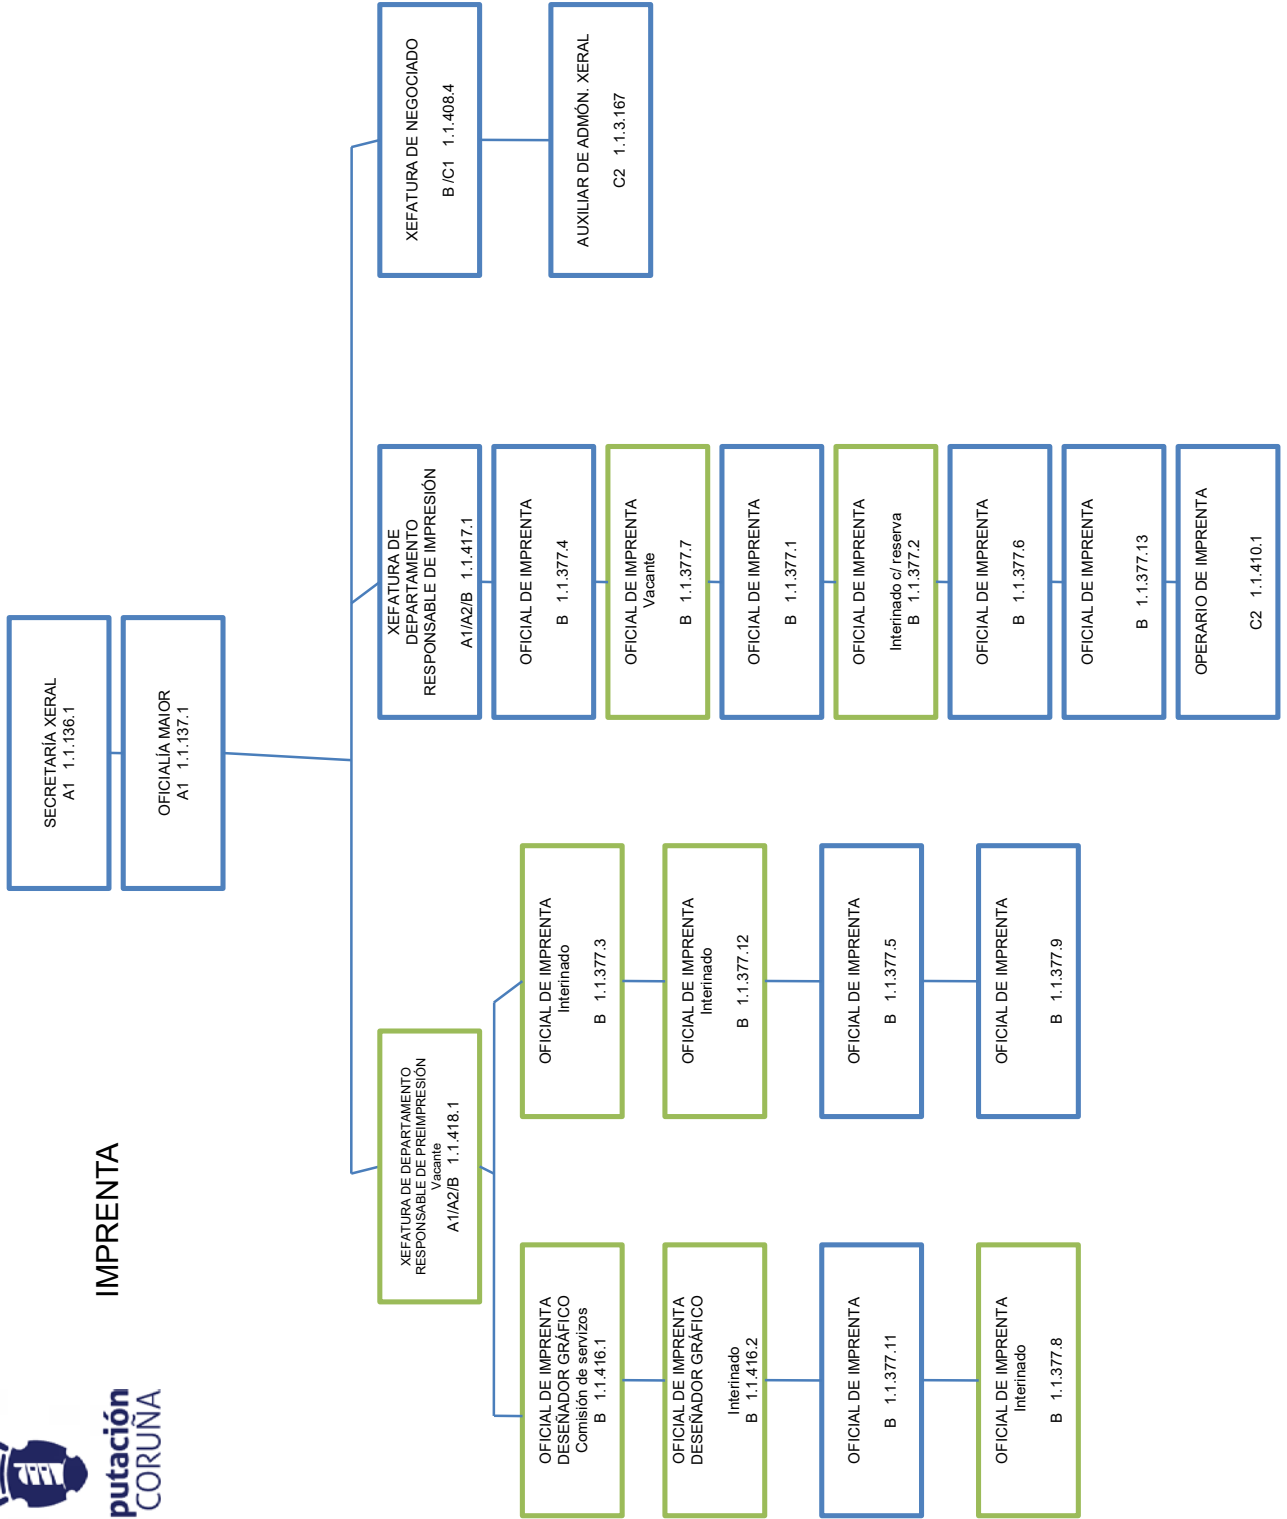 putación
CORUÑA
IMPRENTA
SECRETARÍA XERAL
A1 1.1.136.1
OFICIALÍA MAIOR
A1 1.1.137.1
XEFATURA DE DEPARTAMENTO
RESPONSABLE DE PREIMPRESIÓN
Vacante
A1/A2/B 1.1.418.1
OFICIAL DE IMPRENTA
DESEÑADOR GRÁFICO
Comisión de servizos
B 1.1.416.1
OFICIAL DE IMPRENTA
DESEÑADOR GRÁFICO
Interinado
B 1.1.416.2
OFICIAL DE IMPRENTA
B 1.1.377.11
OFICIAL DE IMPRENTA
Interinado
B 1.1.377.8
OFICIAL DE IMPRENTA
Interinado
B 1.1.377.3
OFICIAL DE IMPRENTA
Interinado
B 1.1.377.12
OFICIAL DE IMPRENTA
B 1.1.377.5
OFICIAL DE IMPRENTA
B 1.1.377.9
XEFATURA DE
DEPARTAMENTO
RESPONSABLE DE IMPRESIÓN
A1/A2/B 1.1.417.1
OFICIAL DE IMPRENTA
B 1.1.377.4
OFICIAL DE IMPRENTA
Vacante
B 1.1.377.7
OFICIAL DE IMPRENTA
B 1.1.377.1
OFICIAL DE IMPRENTA
Interinado c/ reserva
B 1.1.377.2
OFICIAL DE IMPRENTA
B 1.1.377.6
OFICIAL DE IMPRENTA
B 1.1.377.13
OPERARIO DE IMPRENTA
C2 1.1.410.1
XEFATURA DE NEGOCIADO
B /C1 1.1.408.4
AUXILIAR DE ADMÓN. XERAL
C2 1.1.3.167